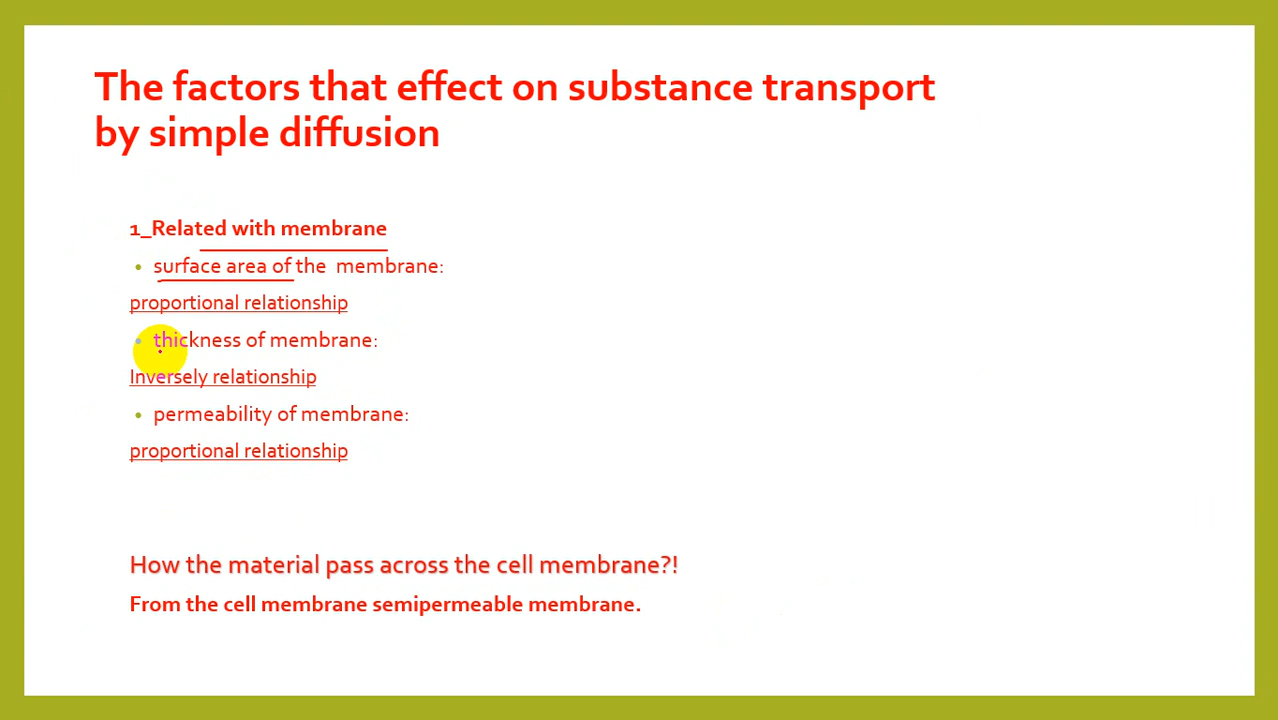 The factors that effect on substance transport
by simple diffusion
1_Related with membrane
• surface area of the membrane:
proportional relationship
• thickness of membrane:
Inversely relationship
• permeability of membrane:
proportional relationship
How the material pass across the cell membrane?!
From the cell membrane semipermeable membrane.